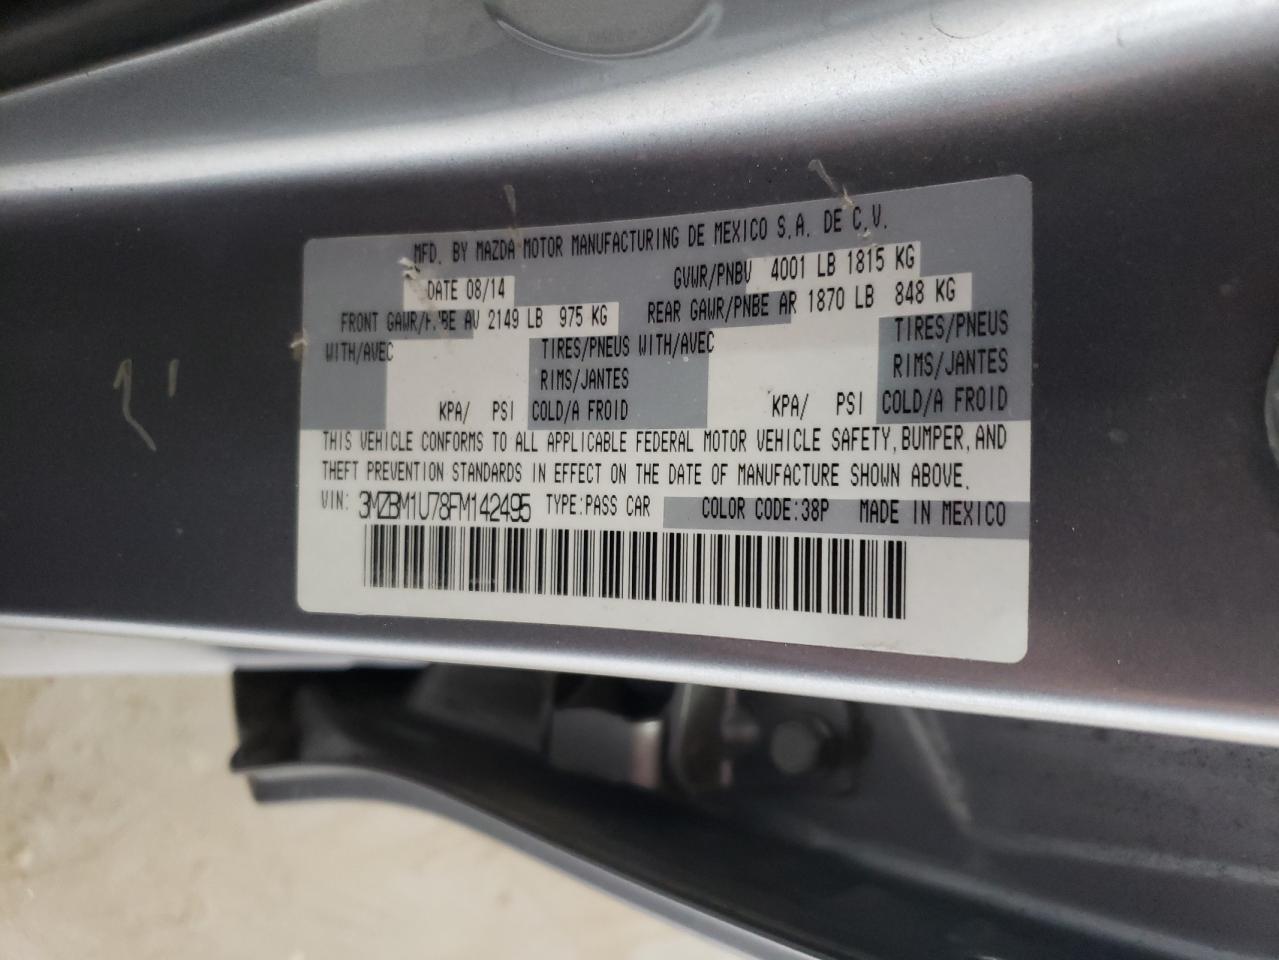 MFD. BY MAZDA MOTOR MANUFACTURING DE MEXICO S.A. DE C.V.
DATE 08/14 GVWR/PNBV 4001 LB 1815 KG
FRONT GAWR/PNBE AV 2149 LB 975 KG REAR GAWR/PNBE AR 1870 LB 848 KG
WITH/AVEC TIRES/PNEUS WITH/AVEC TIRES/PNEUS
RIMS/JANTES RIMS/JANTES
KPA/ PSI COLD/A FROID KPA/ PSI COLD/A FROID
THIS VEHICLE CONFORMS TO ALL APPLICABLE FEDERAL MOTOR VEHICLE SAFETY, BUMPER, AND
THEFT PREVENTION STANDARDS IN EFFECT ON THE DATE OF MANUFACTURE SHOWN ABOVE.
VIN: 3MZBM1U78FM142495 TYPE:PASS CAR COLOR CODE:38P MADE IN MEXICO